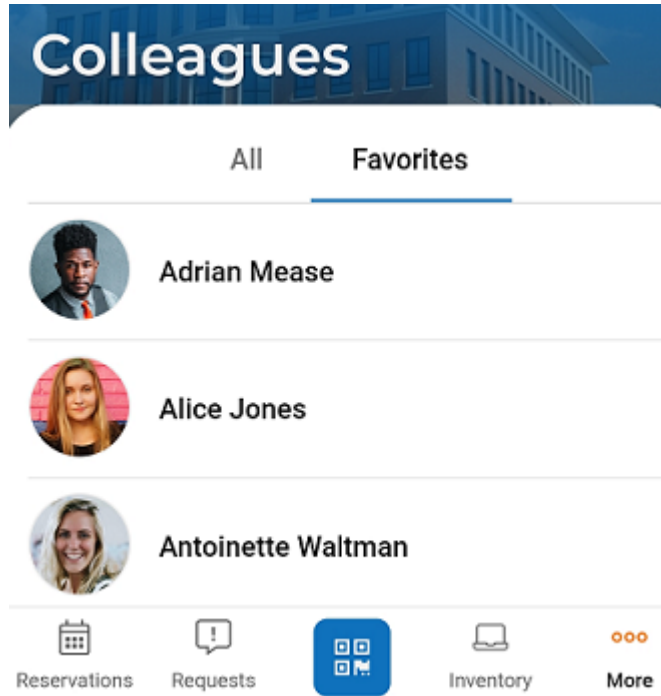 Colleagues
All Favorites
Adrian Mease
Alice Jones
Antoinette Waltman
Reservations Requests Inventory More